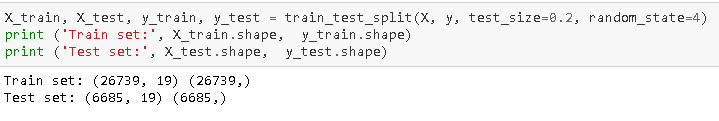 X_train, X_test, y_train, y_test = train_test_split(X, y, test_size=0.2, random_state=4)
print ('Train set:', X_train.shape,  y_train.shape)
print ('Test set:', X_test.shape,  y_test.shape)
Train set: (26739, 19) (26739,)
Test set: (6685, 19) (6685,)